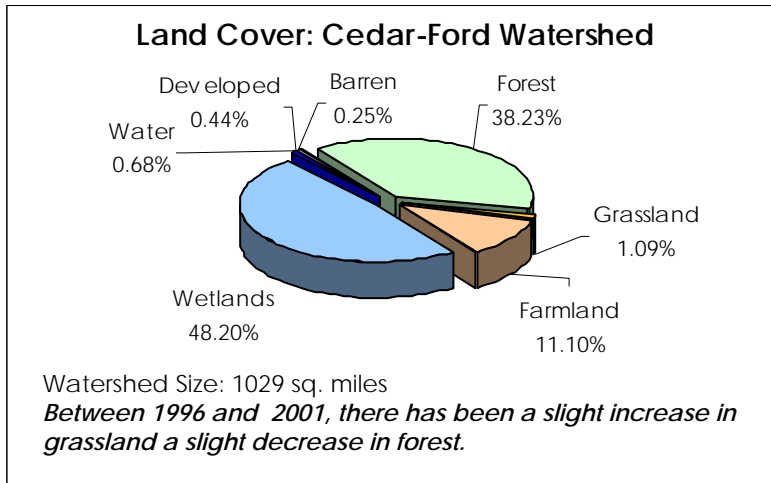 Land Cover: Cedar-Ford Watershed
Developed
0.44%
Barren
0.25%
Forest
38.23%
Water
0.68%
Grassland
1.09%
Wetlands
48.20%
Farmland
11.10%
Watershed Size: 1029 sq. miles
Between 1996 and 2001, there has been a slight increase in
grassland a slight decrease in forest.